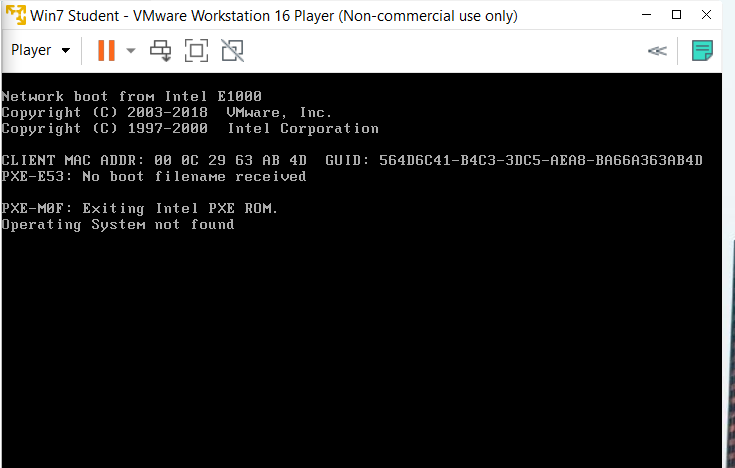 Win7 Student - VMware Workstation 16 Player (Non-commercial use only)
Player
Network boot from Intel E1000
Copyright (C) 2003-2018  VMware, Inc.
Copyright (C) 1997-2000  Intel Corporation
CLIENT MAC ADDR: 00 0C 29 63 AB 4D  GUID: 564D6C41-B4C3-3DC5-AEA8-BA66A363AB4D
PXE-E53: No boot filename received
PXE-M0F: Exiting Intel PXE ROM.
Operating System not found